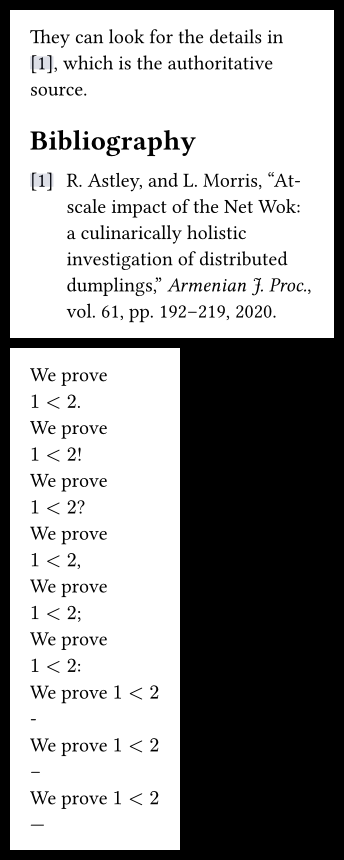 They can look for the details in
[1], which is the authoritative
source.
Bibliography
[1] R. Astley, and L. Morris, “At-
scale impact of the Net Wok:
a culinarically holistic
investigation of distributed
dumplings,” Armenian J. Proc.,
vol. 61, pp. 192–219, 2020.
We prove
1 < 2.
We prove
1 < 2!
We prove
1 < 2?
We prove
1 < 2,
We prove
1 < 2;
We prove
1 < 2:
We prove 1 < 2
-
We prove 1 < 2
–
We prove 1 < 2
—